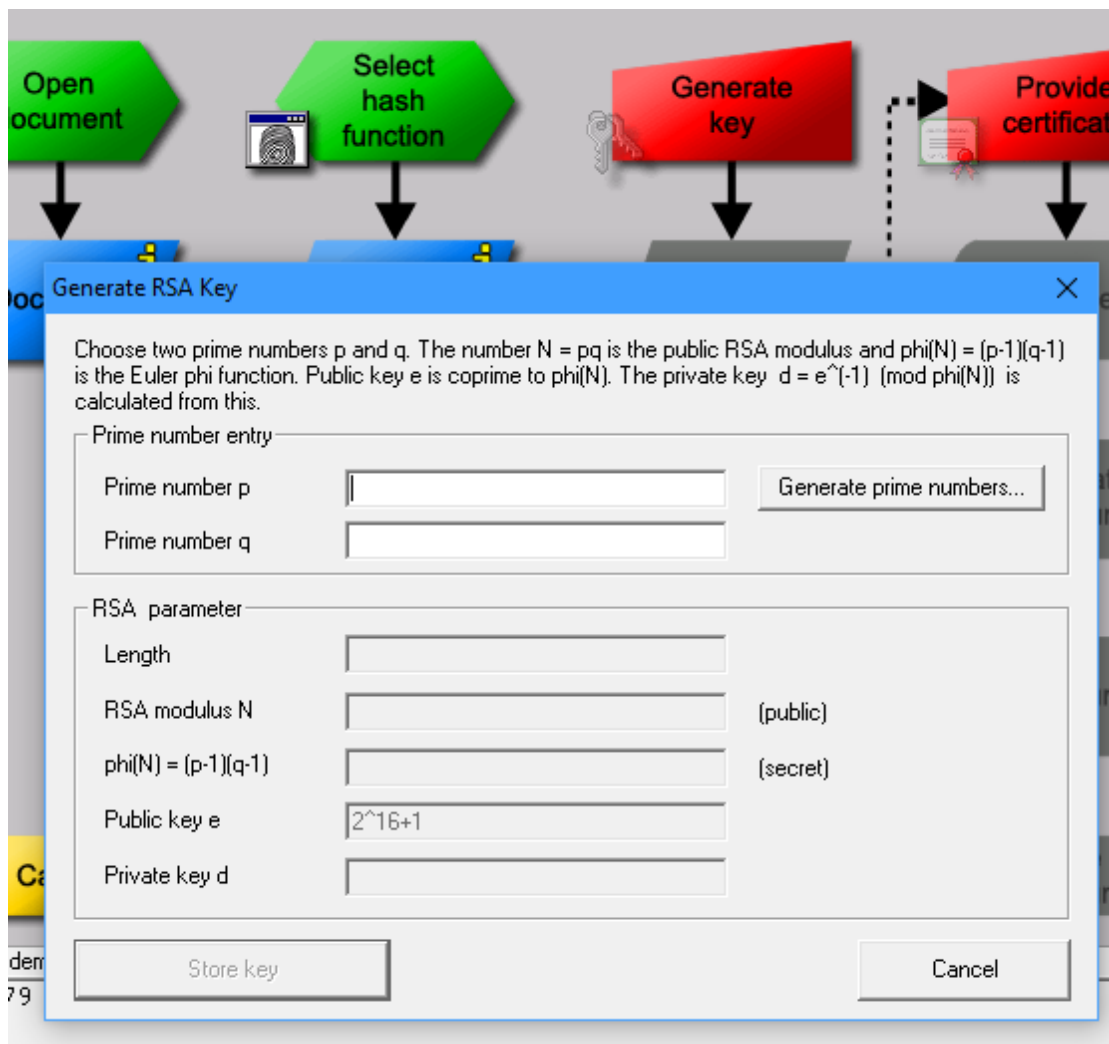 Open
Select
hash
function
Generate
key
Generate RSA Key
Choose two prime numbers p and q. The number N = pq is the public RSA modulus and phi(N) = (p-1)(q-1)
is the Euler phi function. Public key e is coprime to phi(N). The private key d = e^(-1) (mod phi(N)) is
calculated from this.
Prime number entry
Prime number p
Generate prime numbers...
Prime number q
RSA parameter
Length
RSA modulus N
(public)
phi(N) = (p-1)(q-1)
(secret)
Public key e
2^16+1
Private key d
Store key
Cancel